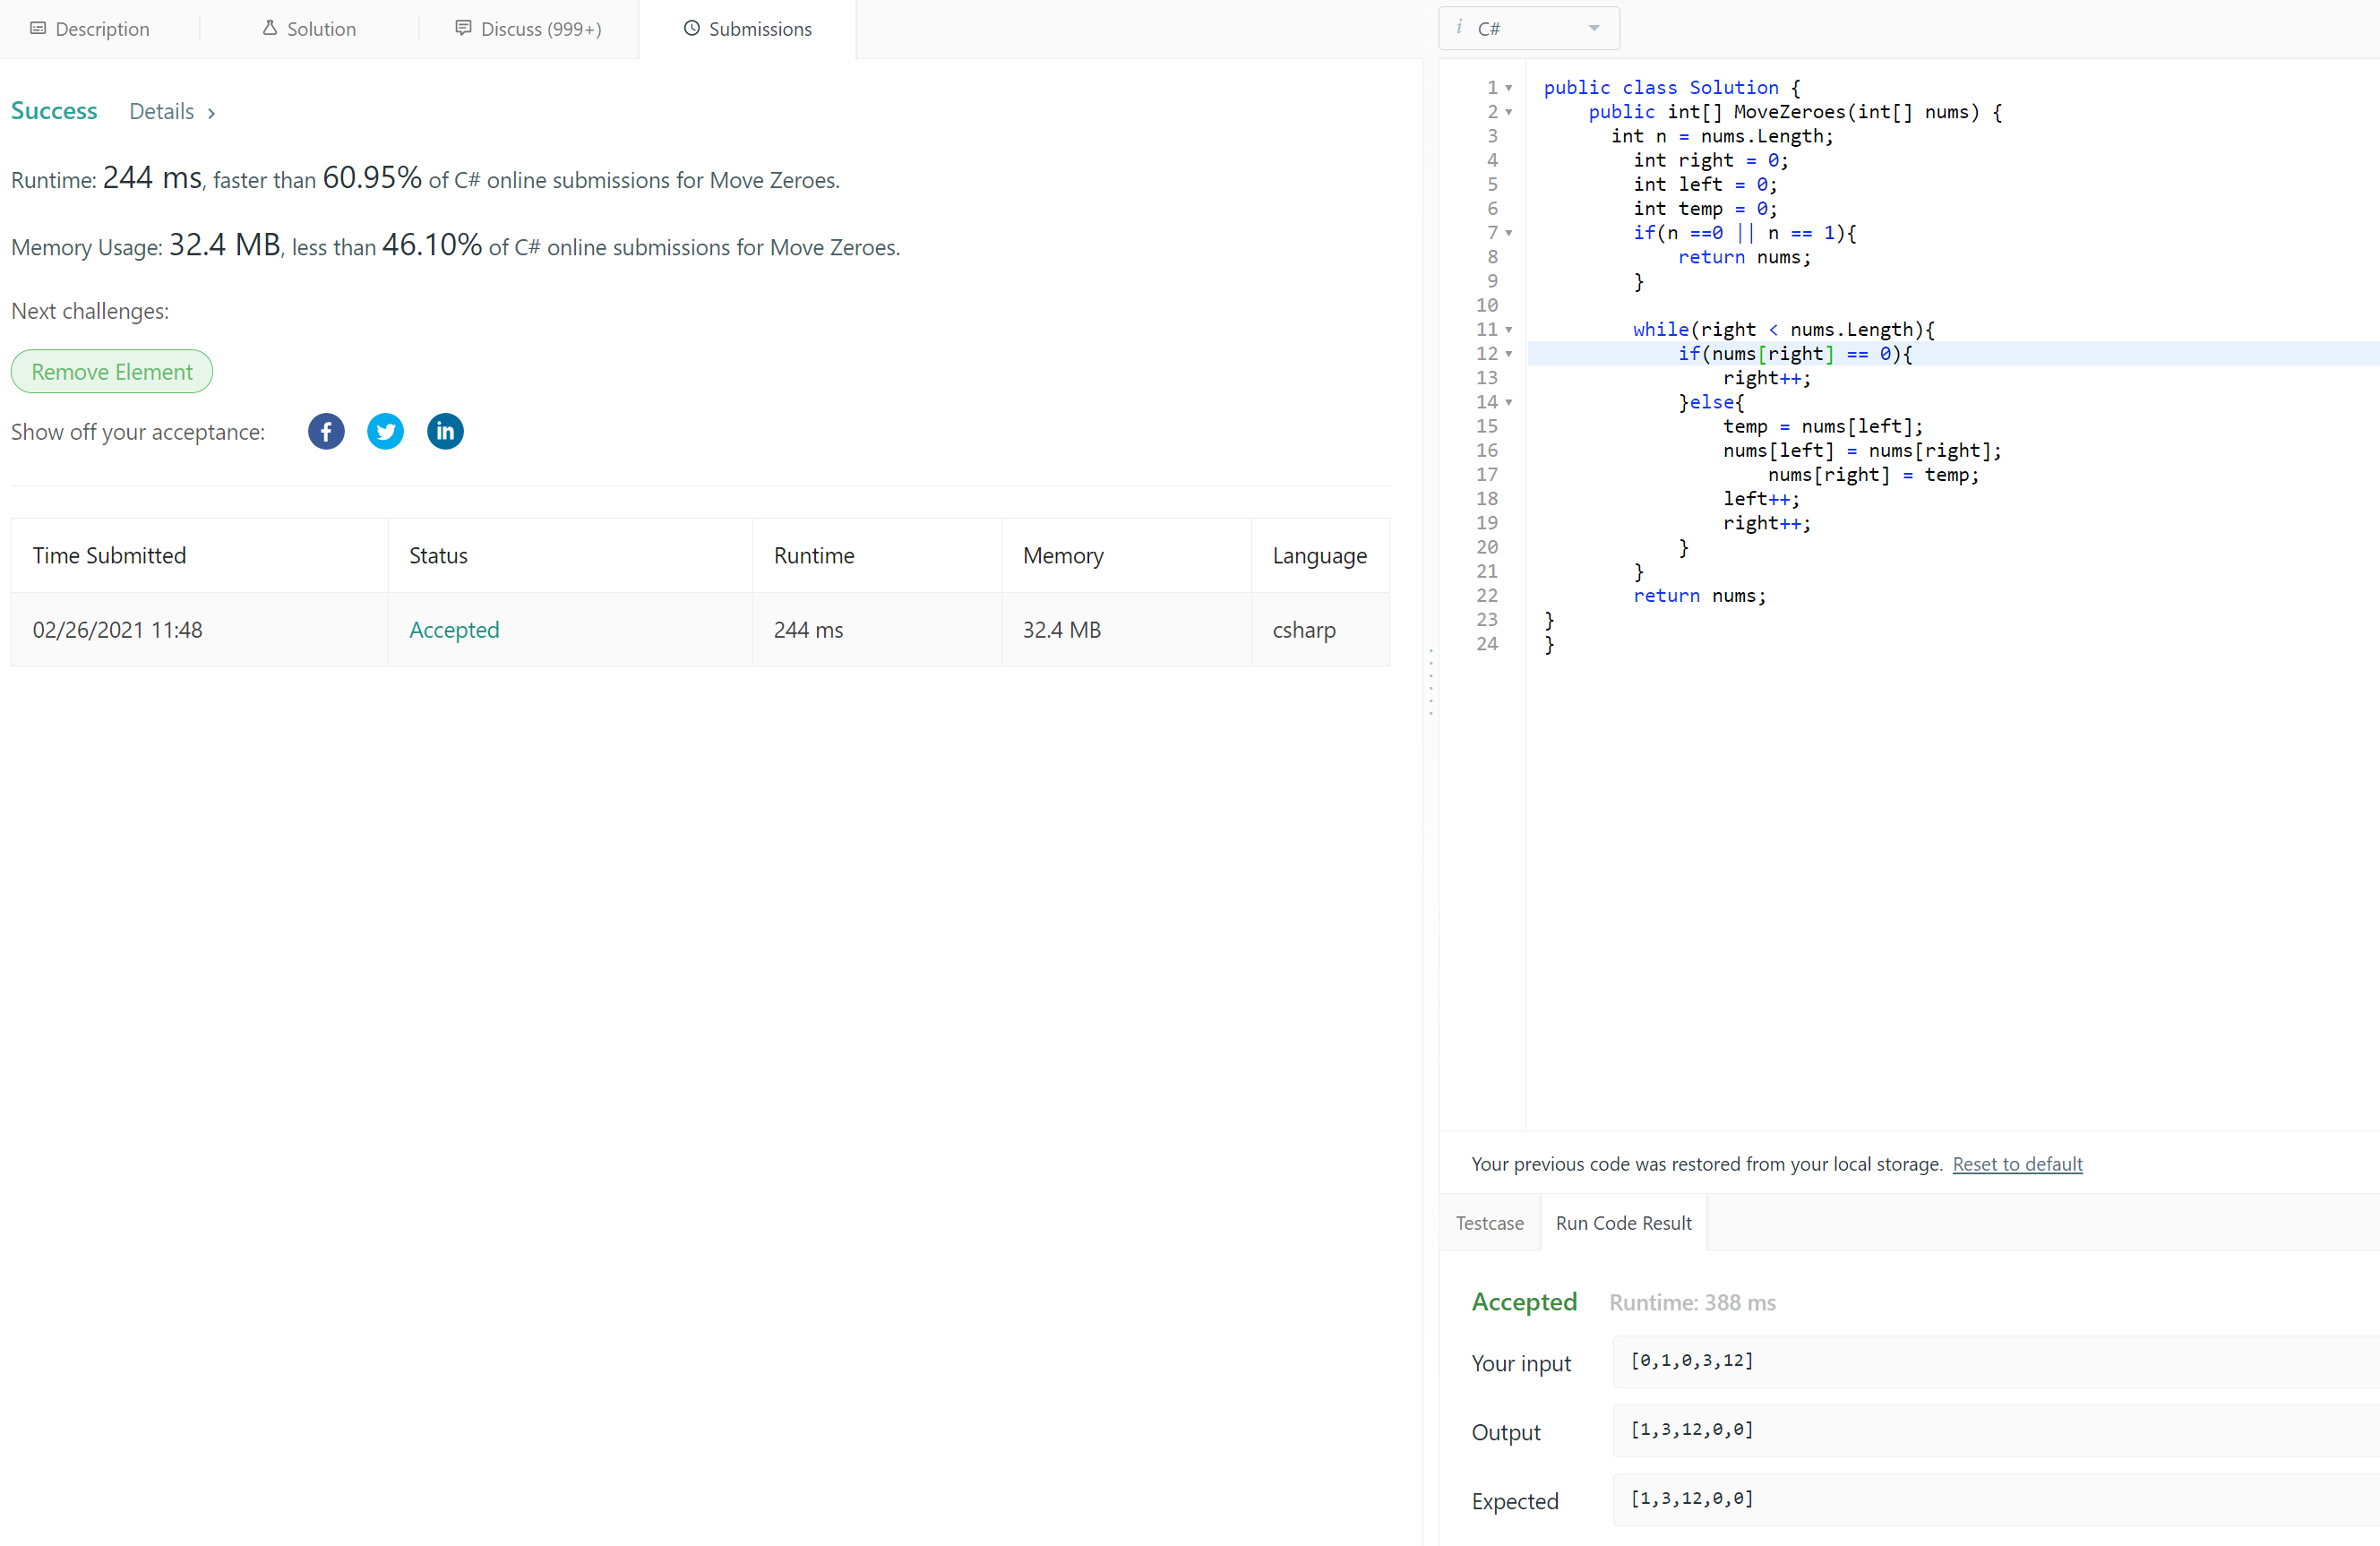 Description
Solution
Discuss (999+)
Submissions
Success Details >
Runtime: 244 ms, faster than 60.95% of C# online submissions for Move Zeroes.
Memory Usage: 32.4 MB, less than 46.10% of C# online submissions for Move Zeroes.
Next challenges:
Remove Element
Show off your acceptance: f in
Time Submitted Status Runtime Memory Language
02/26/2021 11:48 Accepted 244 ms 32.4 MB csharp
i C#
1 public class Solution {
2     public int[] MoveZeroes(int[] nums) {
3       int n = nums.Length;
4         int right = 0;
5         int left = 0;
6         int temp = 0;
7         if(n ==0 || n == 1){
8             return nums;
9         }
10
11         while(right < nums.Length){
12             if(nums[right] == 0){
13                 right++;
14             }else{
15                 temp = nums[left];
16                 nums[left] = nums[right];
17                     nums[right] = temp;
18                 left++;
19                 right++;
20             }
21         }
22         return nums;
23 }
24 }
Your previous code was restored from your local storage. Reset to default
Testcase Run Code Result
Accepted Runtime: 388 ms
Your input [0,1,0,3,12]
Output [1,3,12,0,0]
Expected [1,3,12,0,0]